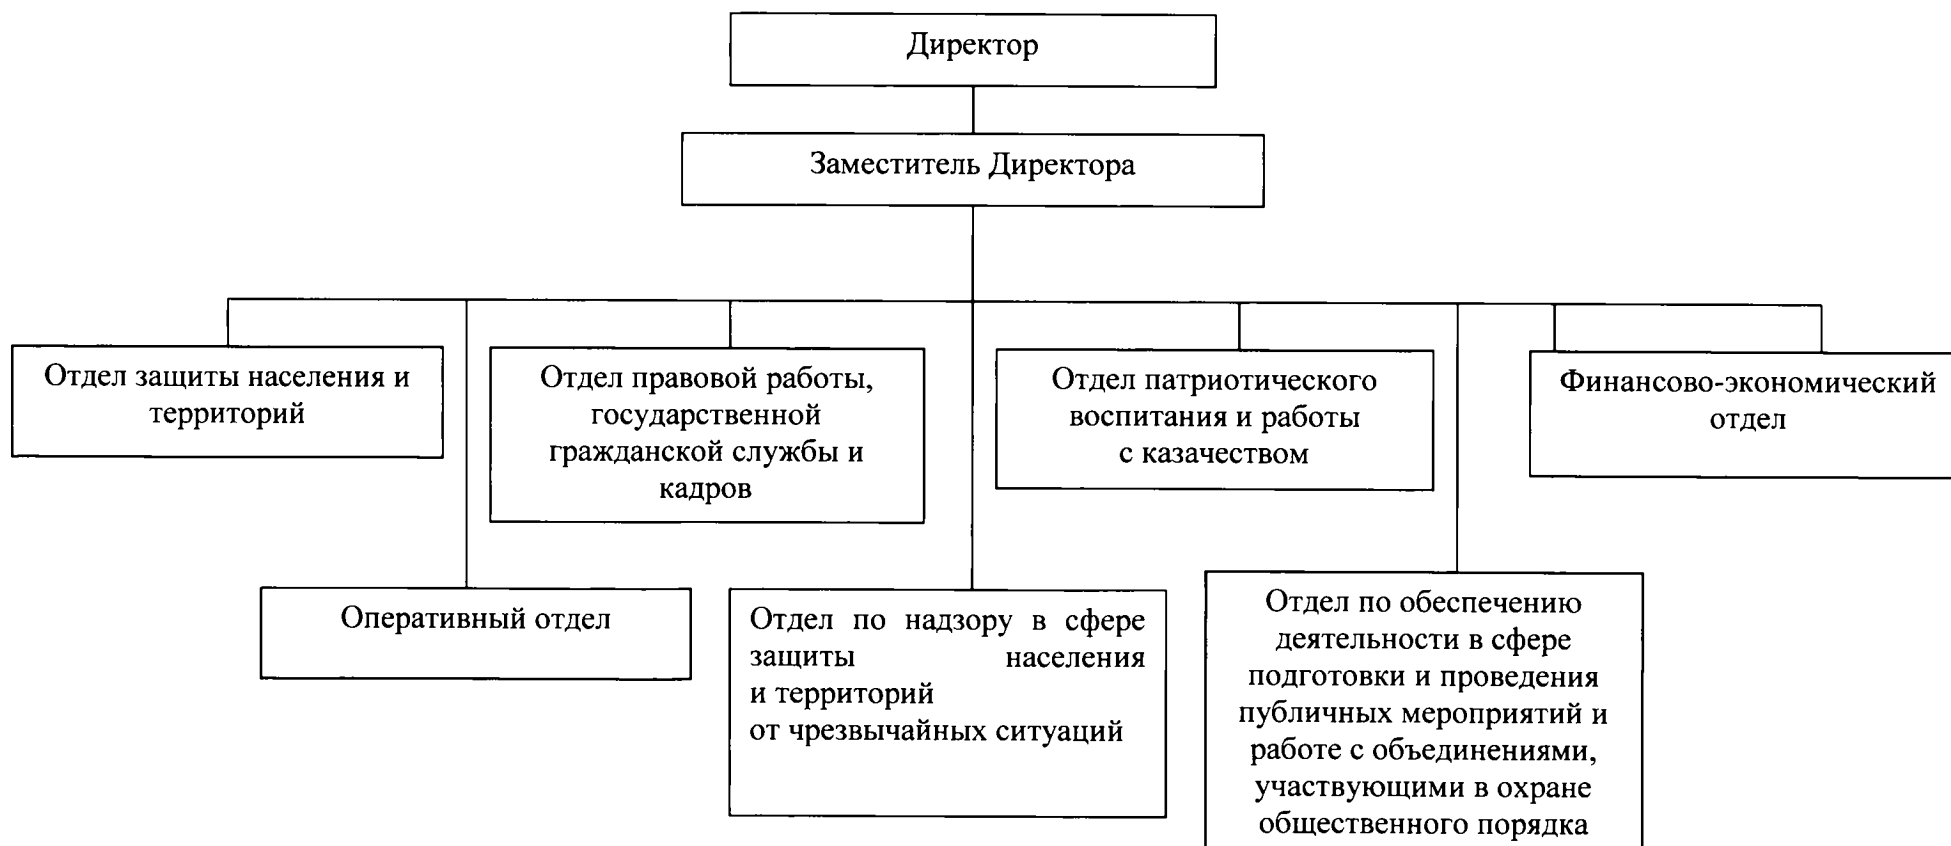 Директор
Заместитель Директора
Отдел защиты населения и
территорий
Отдел правовой работы,
государственной
гражданской службы и
кадров
Отдел патриотического
воспитания и работы
с казачеством
Финансово-экономический
отдел
Оперативный отдел
Отдел по надзору в сфере
защиты населения
и территорий
от чрезвычайных ситуаций
Отдел по обеспечению
деятельности в сфере
подготовки и проведения
публичных мероприятий и
работе с объединениями,
участвующими в охране
общественного порядка